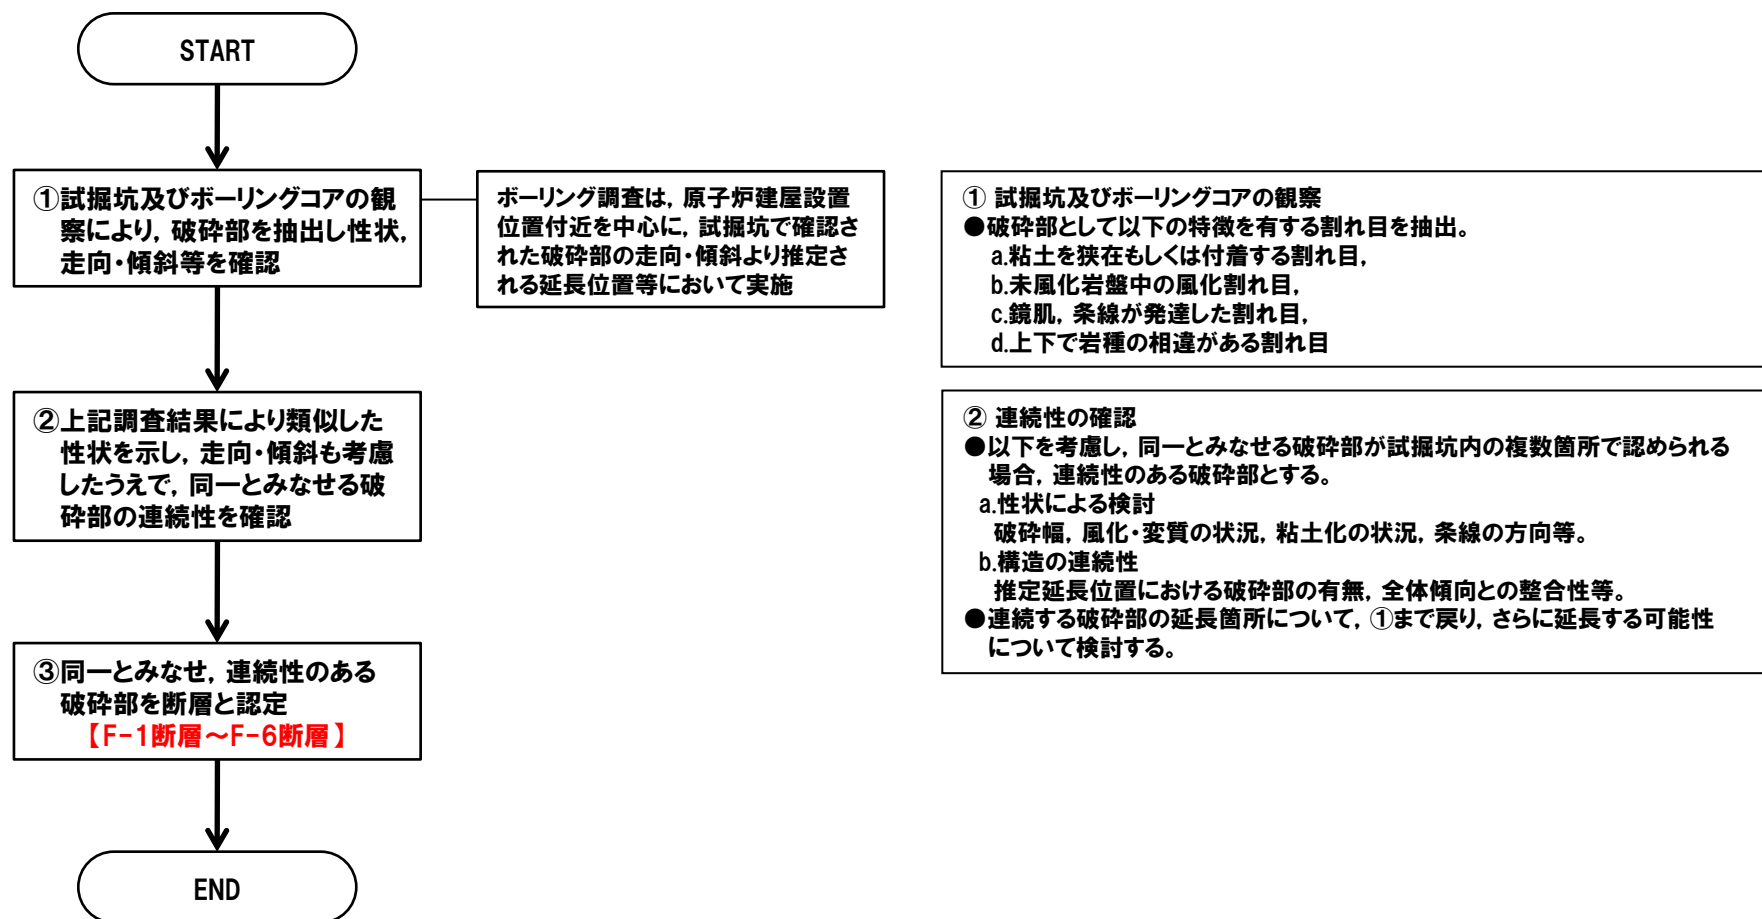 START
①試掘坑及びボーリングコアの観
察により, 破砕部を抽出し性状,
走向・傾斜等を確認
ボーリング調査は, 原子炉建屋設置
位置付近を中心に, 試掘坑で確認さ
れた破砕部の走向・傾斜より推定さ
れる延長位置等において実施
②上記調査結果により類似した
性状を示し, 走向・傾斜も考慮
したうえで, 同一とみなせる破
砕部の連続性を確認
③同一とみなせ, 連続性のある
破砕部を断層と認定
【F-1断層～F-6断層】
END
① 試掘坑及びボーリングコアの観察
●破砕部として以下の特徴を有する割れ目を抽出。
a.粘土を狭在もしくは付着する割れ目,
b.未風化岩盤中の風化割れ目,
c.鏡肌, 条線が発達した割れ目,
d.上下で岩種の相違がある割れ目
② 連続性の確認
●以下を考慮し, 同一とみなせる破砕部が試掘坑内の複数箇所で認められる
場合, 連続性のある破砕部とする。
a.性状による検討
破砕幅, 風化・変質の状況, 粘土化の状況, 条線の方向等。
b.構造の連続性
推定延長位置における破砕部の有無, 全体傾向との整合性等。
●連続する破砕部の延長箇所について, ①まで戻り, さらに延長する可能性
について検討する。